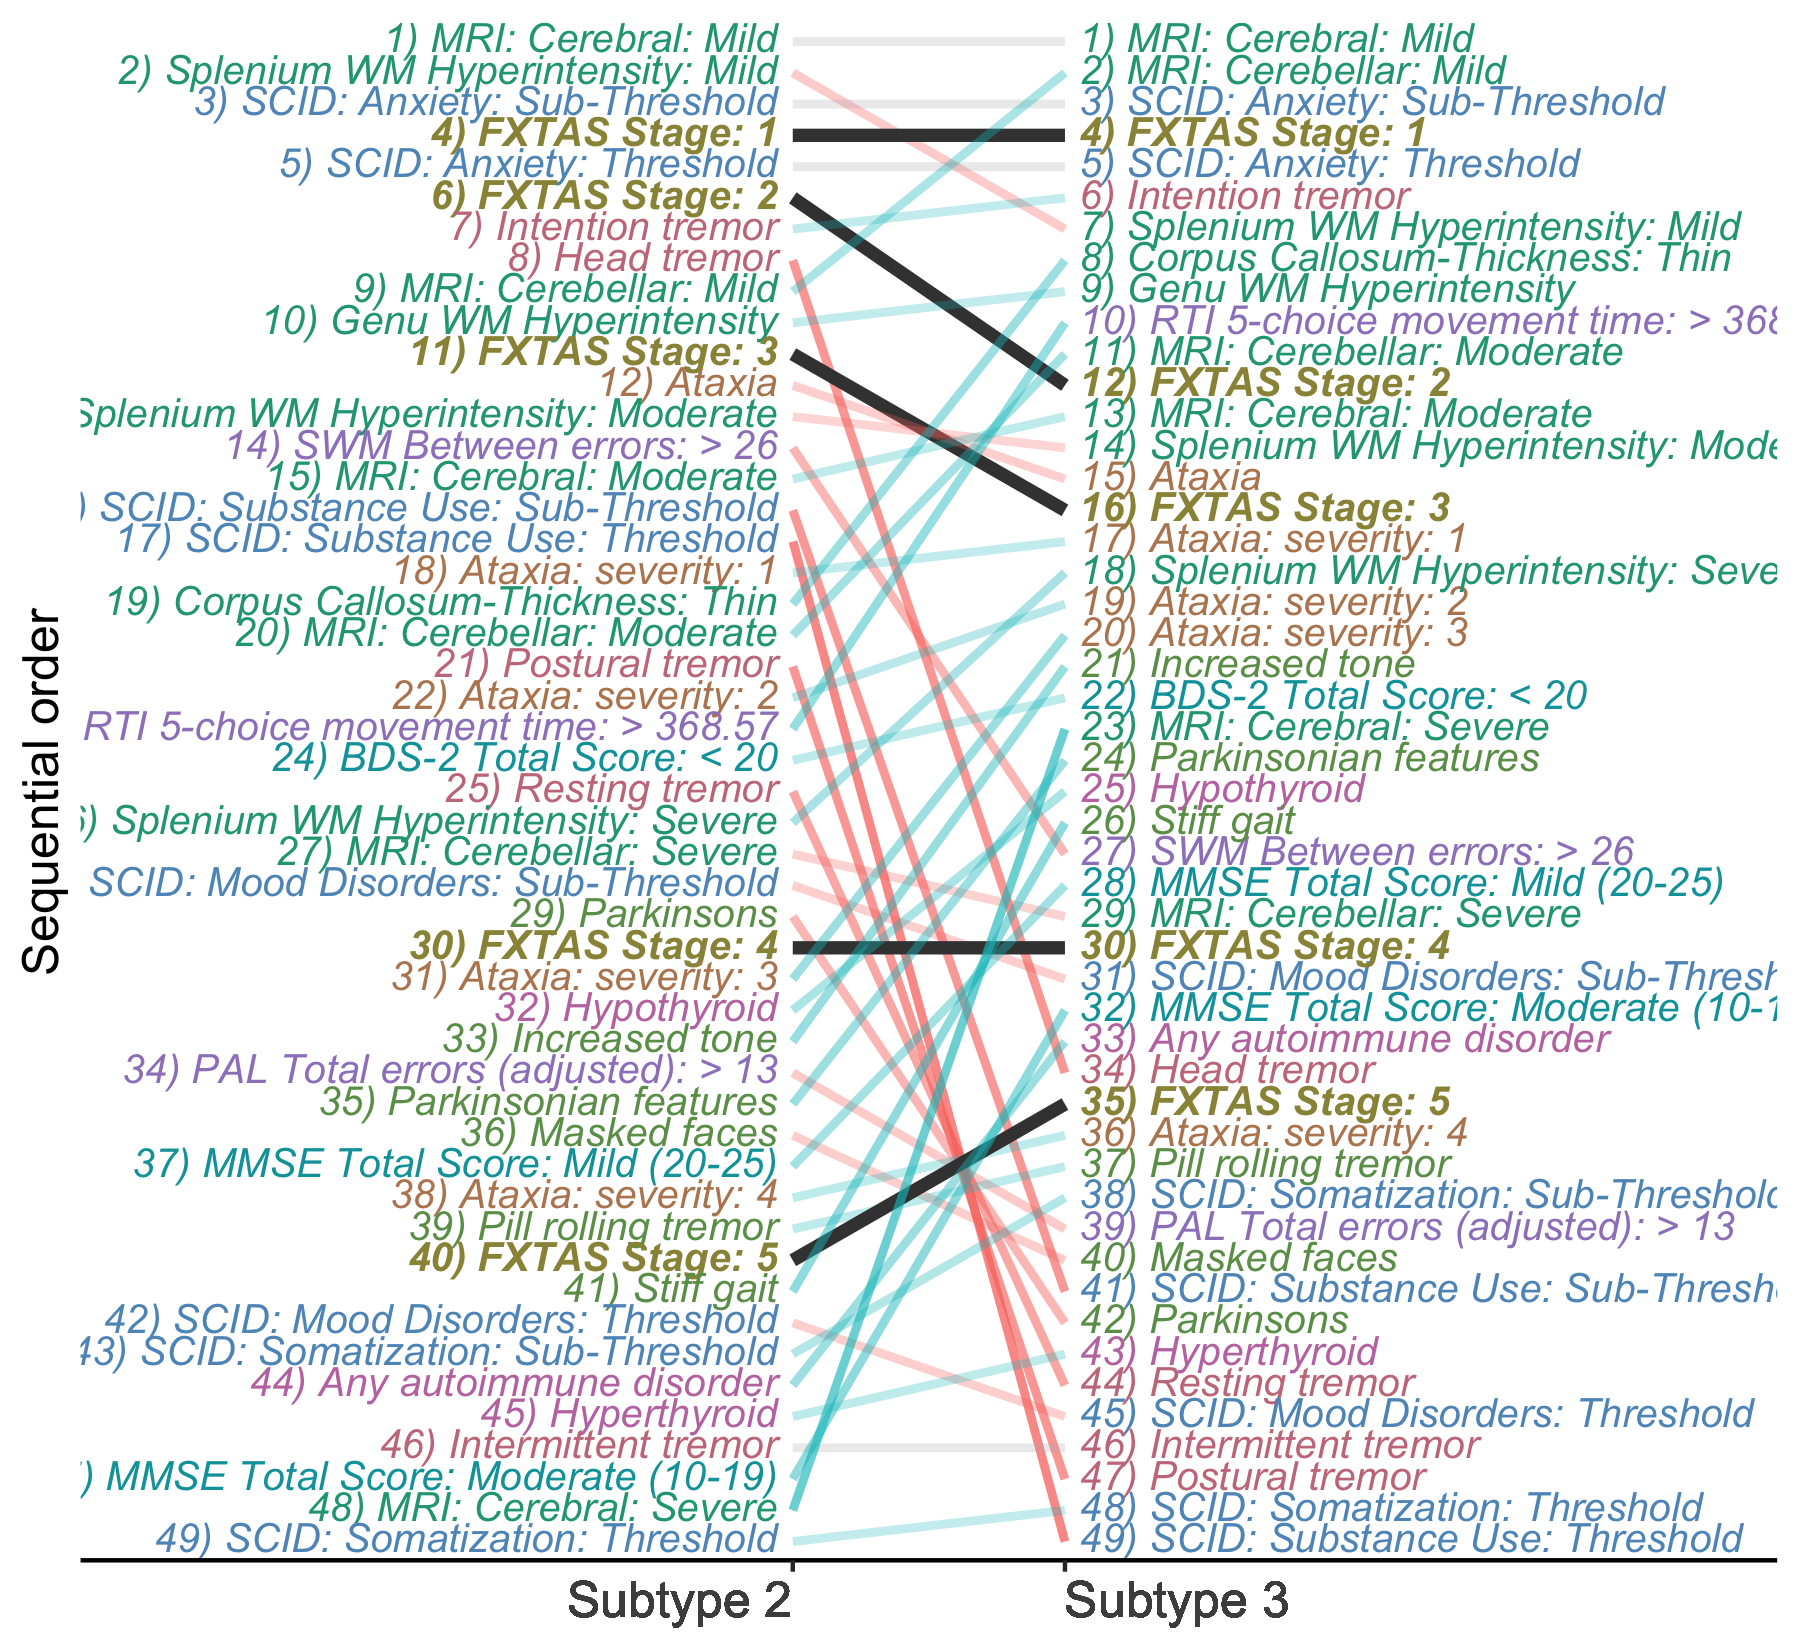 Sequential order
1) MRI: Cerebral: Mild
2) Splenium WM Hyperintensity: Mild
3) SCID: Anxiety: Sub-Threshold
4) FXTAS Stage: 1
5) SCID: Anxiety: Threshold
6) FXTAS Stage: 2
7) Intention tremor
8) Head tremor
9) MRI: Cerebellar: Mild
10) Genu WM Hyperintensity
11) FXTAS Stage: 3
12) Ataxia
Splenium WM Hyperintensity: Moderate
14) SWM Between errors: > 26
15) MRI: Cerebral: Moderate
) SCID: Substance Use: Sub-Threshold
17) SCID: Substance Use: Threshold
18) Ataxia: severity: 1
19) Corpus Callosum-Thickness: Thin
20) MRI: Cerebellar: Moderate
21) Postural tremor
22) Ataxia: severity: 2
RTI 5-choice movement time: > 368.57
24) BDS-2 Total Score: < 20
25) Resting tremor
6) Splenium WM Hyperintensity: Severe
27) MRI: Cerebellar: Severe
SCID: Mood Disorders: Sub-Threshold
29) Parkinsons
30) FXTAS Stage: 4
31) Ataxia: severity: 3
32) Hypothyroid
33) Increased tone
34) PAL Total errors (adjusted): > 13
35) Parkinsonian features
36) Masked faces
37) MMSE Total Score: Mild (20-25)
38) Ataxia: severity: 4
39) Pill rolling tremor
40) FXTAS Stage: 5
41) Stiff gait
42) SCID: Mood Disorders: Threshold
43) SCID: Somatization: Sub-Threshold
44) Any autoimmune disorder
45) Hyperthyroid
46) Intermittent tremor
) MMSE Total Score: Moderate (10-19)
48) MRI: Cerebral: Severe
49) SCID: Somatization: Threshold
1) MRI: Cerebral: Mild
2) MRI: Cerebellar: Mild
3) SCID: Anxiety: Sub-Threshold
4) FXTAS Stage: 1
5) SCID: Anxiety: Threshold
6) Intention tremor
7) Splenium WM Hyperintensity: Mild
8) Corpus Callosum-Thickness: Thin
9) Genu WM Hyperintensity
10) RTI 5-choice movement time: > 368
11) MRI: Cerebellar: Moderate
12) FXTAS Stage: 2
13) MRI: Cerebral: Moderate
14) Splenium WM Hyperintensity: Mode
15) Ataxia
16) FXTAS Stage: 3
17) Ataxia: severity: 1
18) Splenium WM Hyperintensity: Seve
19) Ataxia: severity: 2
20) Ataxia: severity: 3
21) Increased tone
22) BDS-2 Total Score: < 20
23) MRI: Cerebral: Severe
24) Parkinsonian features
25) Hypothyroid
26) Stiff gait
27) SWM Between errors: > 26
28) MMSE Total Score: Mild (20-25)
29) MRI: Cerebellar: Severe
30) FXTAS Stage: 4
31) SCID: Mood Disorders: Sub-Thresh
32) MMSE Total Score: Moderate (10-1
33) Any autoimmune disorder
34) Head tremor
35) FXTAS Stage: 5
36) Ataxia: severity: 4
37) Pill rolling tremor
38) SCID: Somatization: Sub-Threshold
39) PAL Total errors (adjusted): > 13
40) Masked faces
41) SCID: Substance Use: Sub-Thresh
42) Parkinsons
43) Hyperthyroid
44) Resting tremor
45) SCID: Mood Disorders: Threshold
46) Intermittent tremor
47) Postural tremor
48) SCID: Somatization: Threshold
49) SCID: Substance Use: Threshold
Subtype 2
Subtype 3